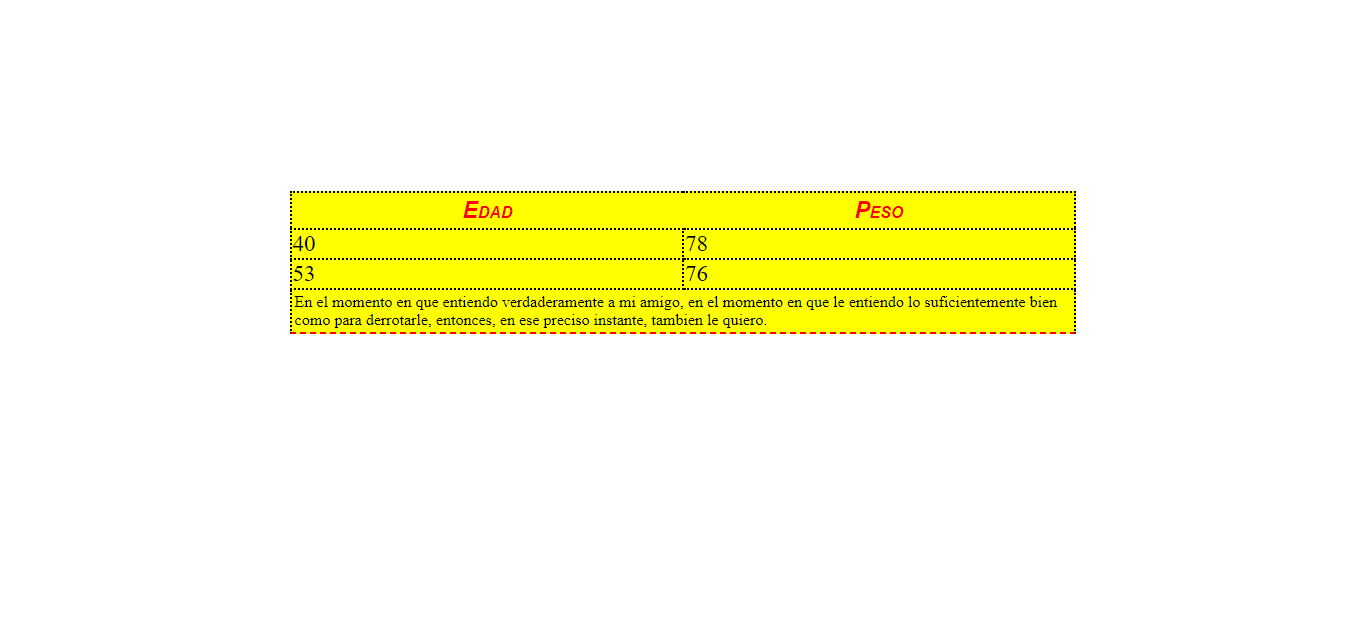 Edad Peso
40 78
53 76
En el momento en que entiendo verdaderamente a mi amigo, en el momento en que le entiendo lo suficientemente bien
como para derrotarle, entonces, en ese preciso instante, tambien le quiero.